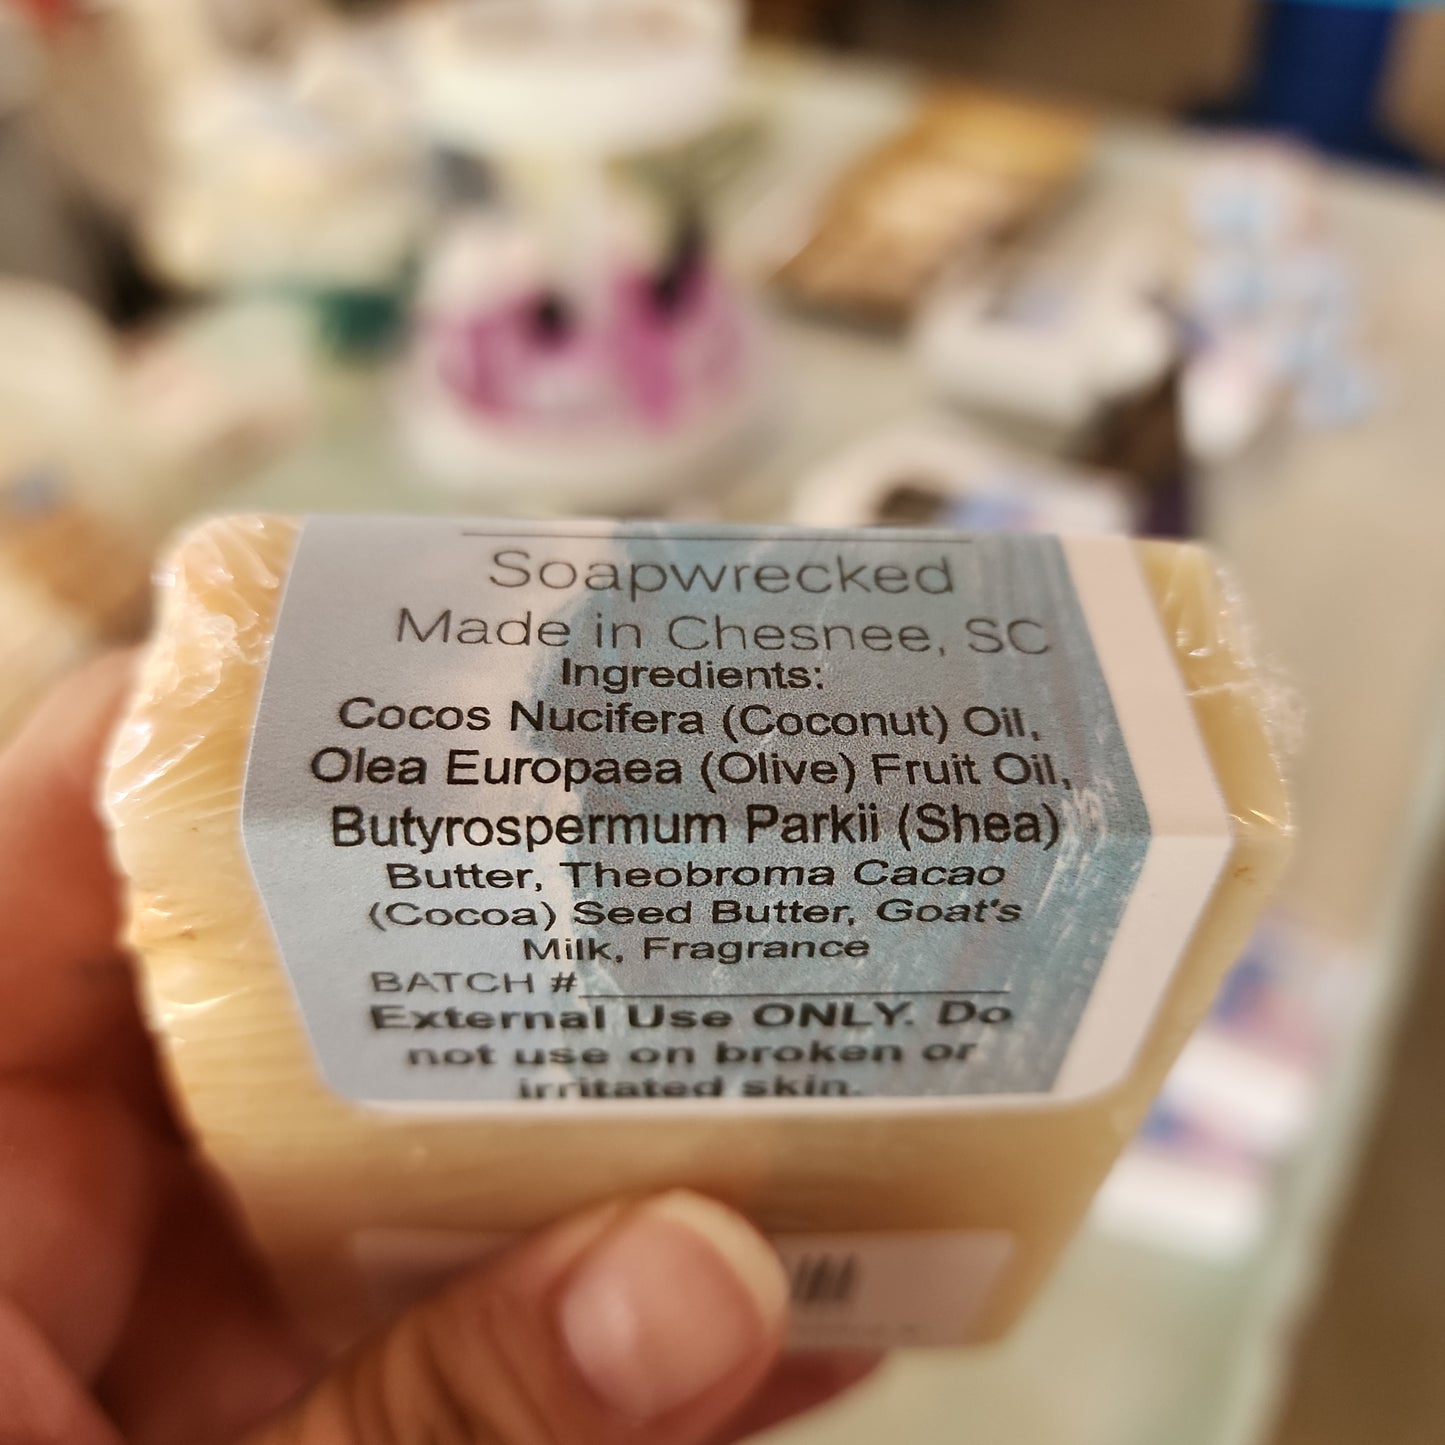 Soapwrecked
Made in Chesnee, SC
Ingredients:
Cocos Nucifera (Coconut) Oil,
Olea Europaea (Olive) Fruit Oil,
Butyrospermum Parkii (Shea)
Butter, Theobroma Cacao
(Cocoa) Seed Butter, Goat's
Milk, Fragrance
BATCH #
External Use ONLY. Do
not use on broken or
irritated skin.